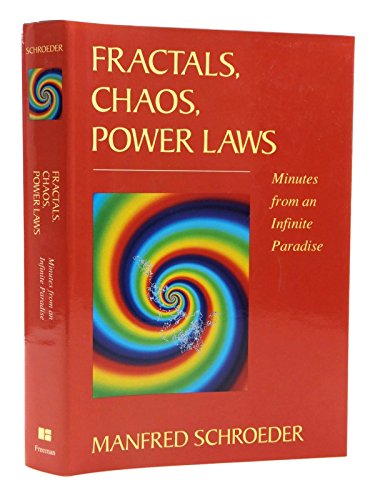 SCHROEDER
FRACTALS,
CHAOS,
POWER LAWS
Minutes from an
Infinite Paradise
Freeman
FRACTALS,
CHAOS,
POWER LAWS
Minutes
from an
Infinite
Paradise
MANFRED SCHROEDER